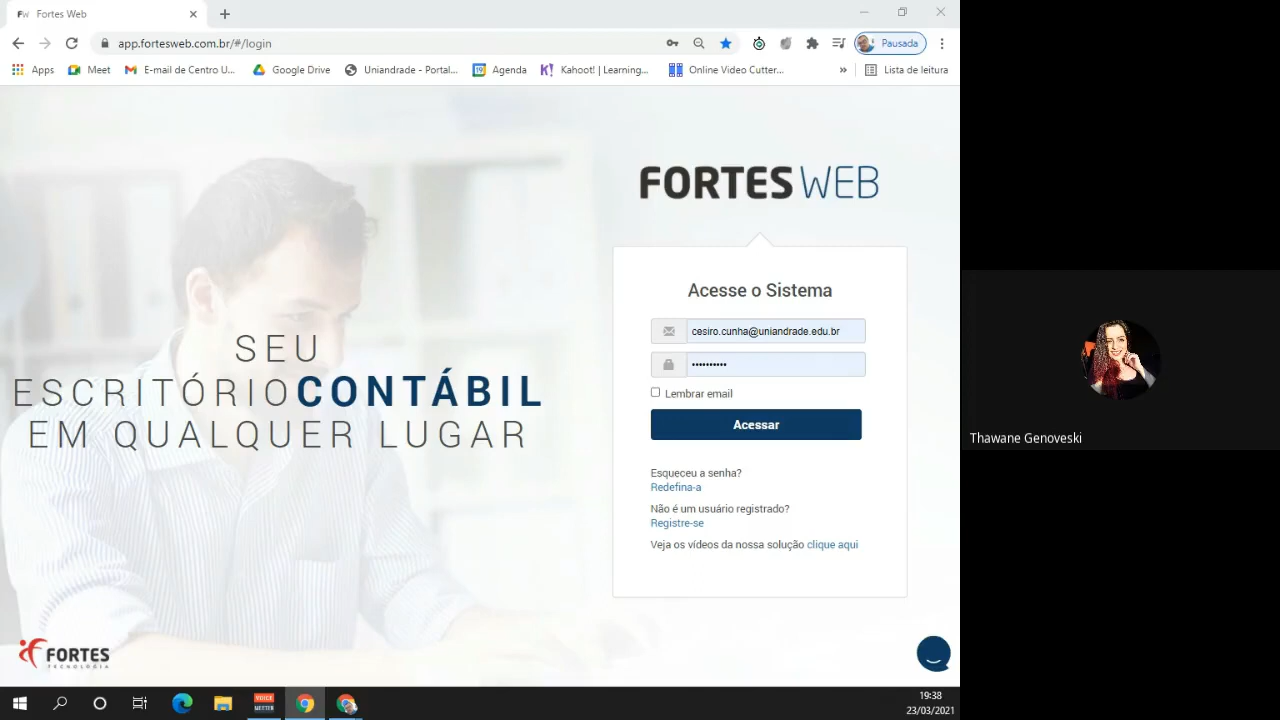 Fortes Web
app.fortesweb.com.br/#/login
Pausada
Apps
Meet
E-mail de Centro U...
Google Drive
Uniandrade - Portal...
Agenda
Kahoot! | Learning...
Online Video Cutter...
»
Lista de leitura
FORTES WEB
Acesse o Sistema
cesiro.cunha@uniandrade.edu.br
••••••••••
Lembrar email
Acessar
Esqueceu a senha?
Redefina-a
Não é um usuário registrado?
Registre-se
Veja os vídeos da nossa solução clique aqui
SEU
ESCRITÓRIO CONTÁBIL
EM QUALQUER LUGAR
FORTES
TECNOLOGIA
Thawane Genoveski
VOICE
MEETER
19:38
23/03/2021